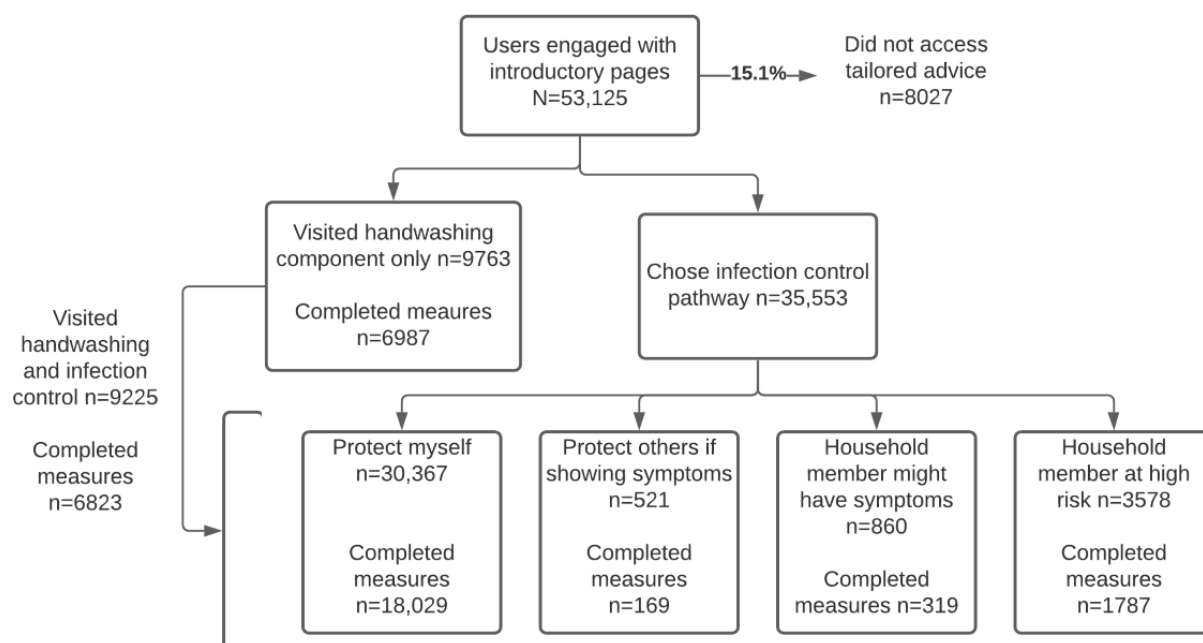 Users engaged with
introductory pages
N=53,125
15.1%
Did not access
tailored advice
n=8027
Visited handwashing
component only n=9763
Completed meaures
n=6987
Chose infection control
pathway n=35,553
Visited
handwashing
and infection
control n=9225
Completed
measures
n=6823
Protect myself
n=30,367
Completed
measures
n=18,029
Protect others if
showing symptoms
n=521
Completed
measures
n=169
Household
member might
have symptoms
n=860
Completed
measures n=319
Household
member at high
risk n=3578
Completed
measures
n=1787